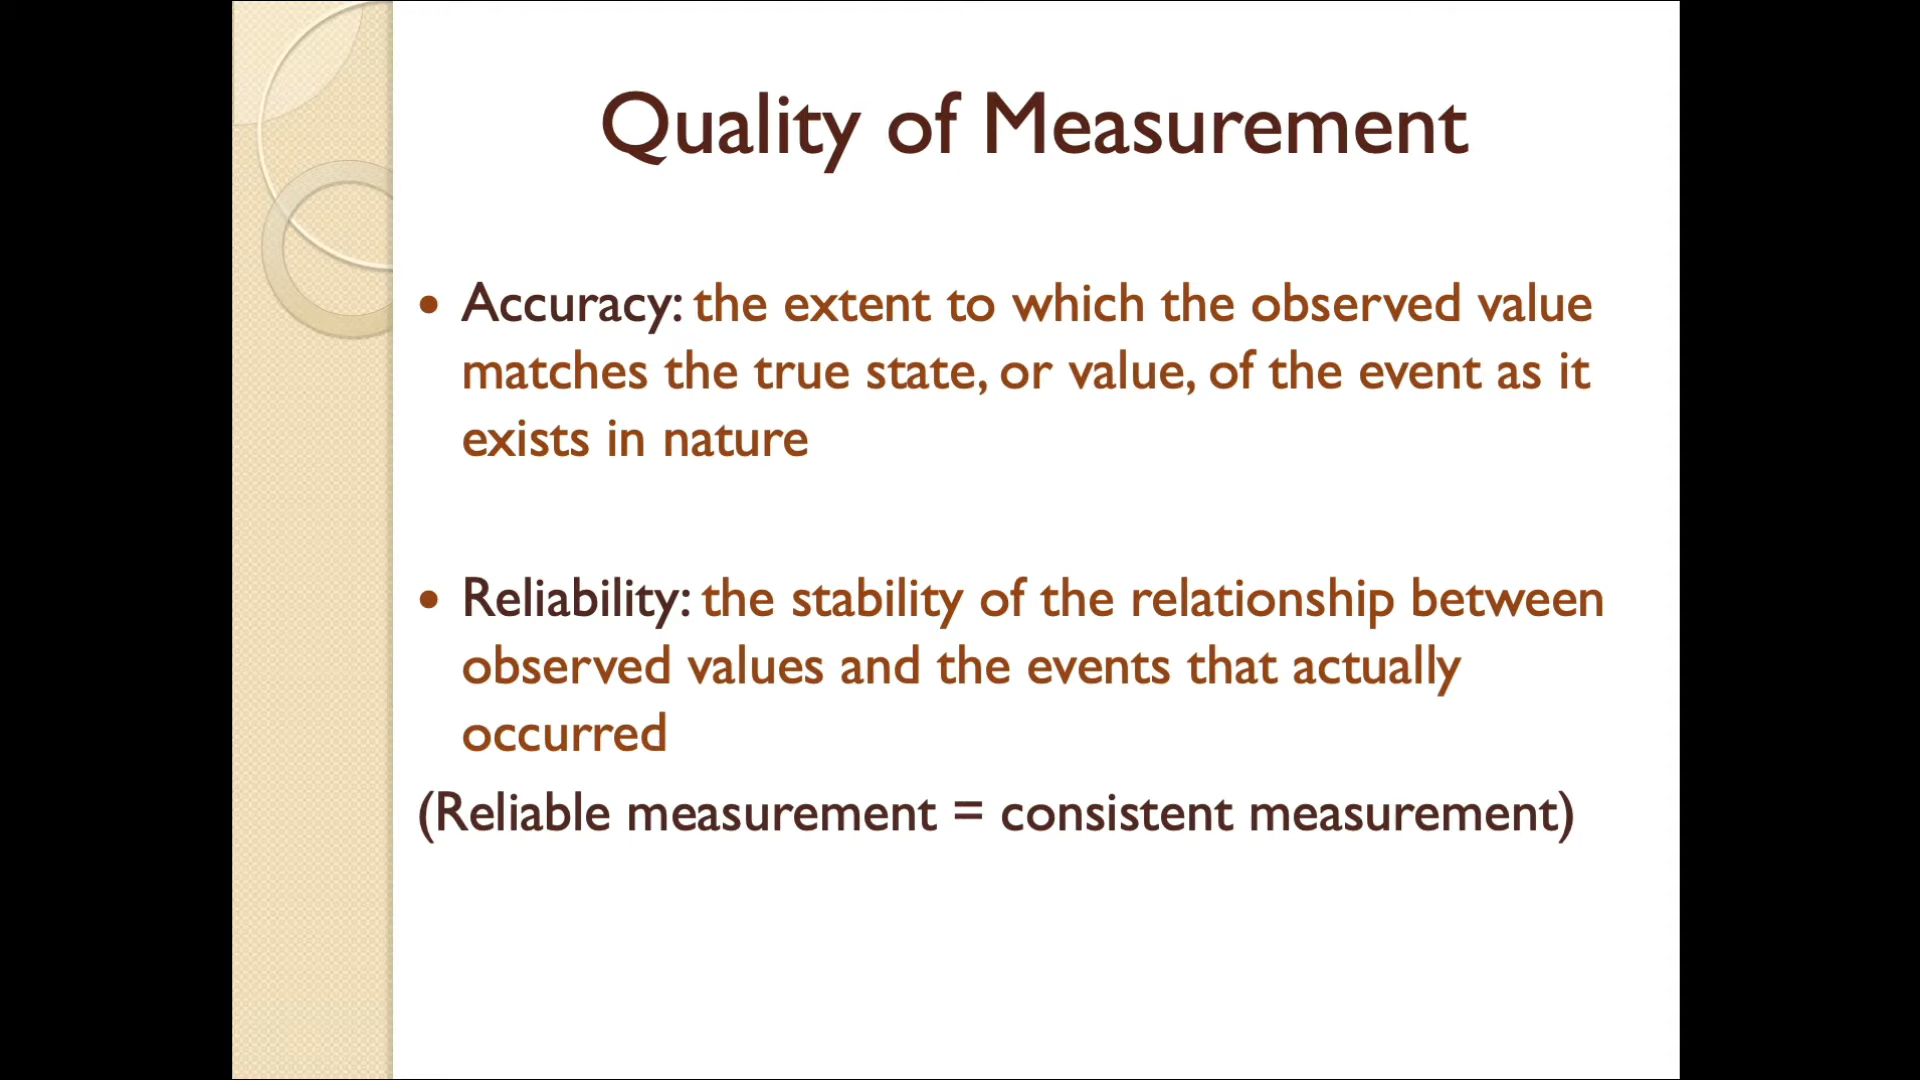 Quality of Measurement
• Accuracy: the extent to which the observed value
matches the true state, or value, of the event as it
exists in nature
• Reliability: the stability of the relationship between
observed values and the events that actually
occurred
(Reliable measurement = consistent measurement)